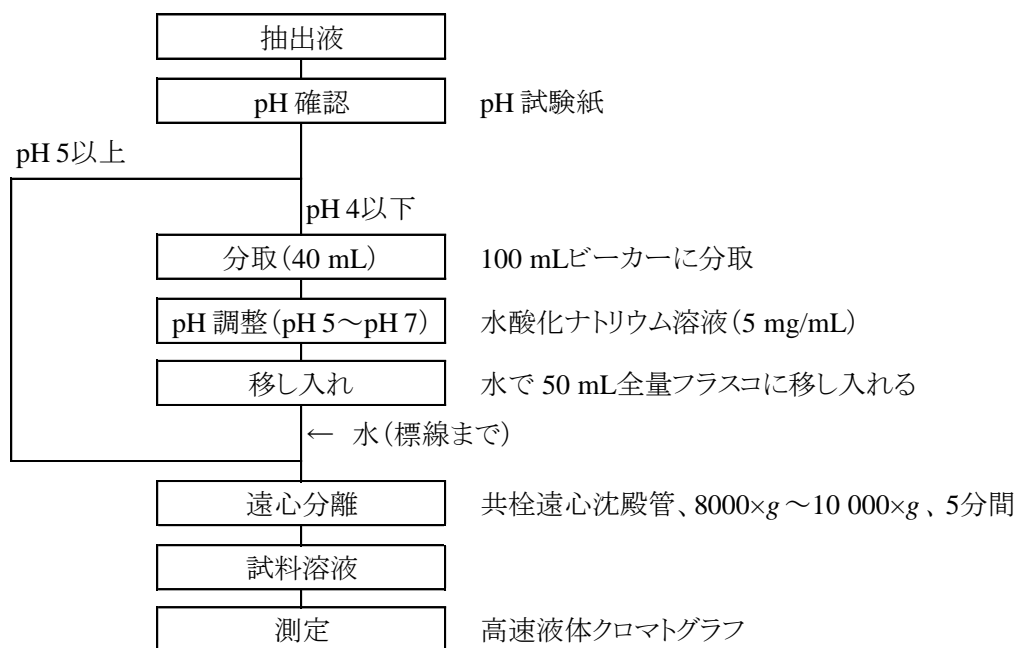 抽出液
pH 確認 pH 試験紙
pH 5以上
pH 4以下
分取(40 mL) 100 mLビーカーに分取
pH 調整(pH 5～pH 7) 水酸化ナトリウム溶液(5 mg/mL)
移し入れ 水で 50 mL全量フラスコに移し入れる
← 水(標線まで)
遠心分離 共栓遠心沈殿管、8000×g ～10 000×g 、5分間
試料溶液
測定 高速液体クロマトグラフ